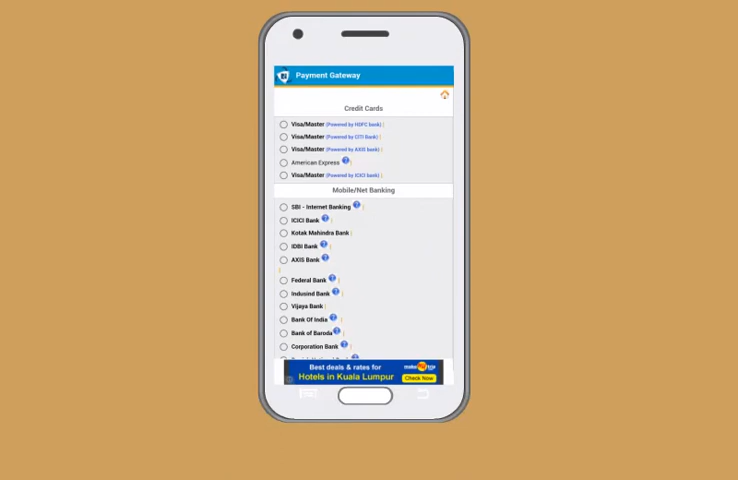 Payment Gateway
Credit Cards
Visa/Master (Powered by HDFC bank) |
Visa/Master (Powered by CITI Bank) |
Visa/Master (Powered by AXIS bank) |
American Express ? |
Visa/Master (Powered by ICICI bank) |
Mobile/Net Banking
SBI - Internet Banking ? |
ICICI Bank ? |
Kotak Mahindra Bank |
IDBI Bank ? |
AXIS Bank ?
|
Federal Bank ? |
Indusind Bank ? |
Vijaya Bank |
Bank Of India ? |
Bank of Baroda ? |
Corporation Bank ? |
Best deals & rates for
Hotels in Kuala Lumpur
make my trip
Check Now